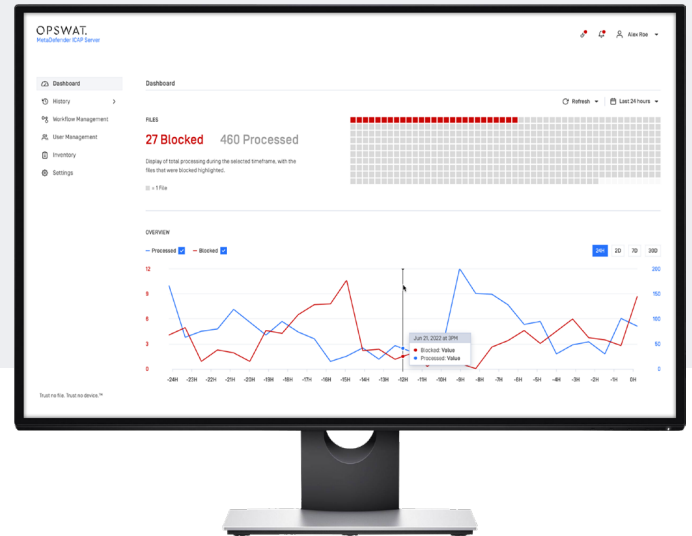 OPSWAT.
MetaDefender ICAP Server
Alex Roe
Dashboard
History
Workflow Management
User Management
Inventory
Settings
Trust no file. Trust no device.™
Dashboard
Refresh
Last 24 hours
FILES
27 Blocked 460 Processed
Display of total processing during the selected timeframe, with the
files that were blocked highlighted.
= 1 File
OVERVIEW
Processed Blocked
24H 2D 7D 30D
12 200
9 150
6 100
3 50
0 0
Jun 21, 2022 at 3PM
Blocked: Value
Processed: Value
-24H -23H -22H -21H -20H -19H -18H -17H -16H -15H -14H -13H -12H -11H -10H -9H -8H -7H -6H -5H -4H -3H -2H -1H 0H